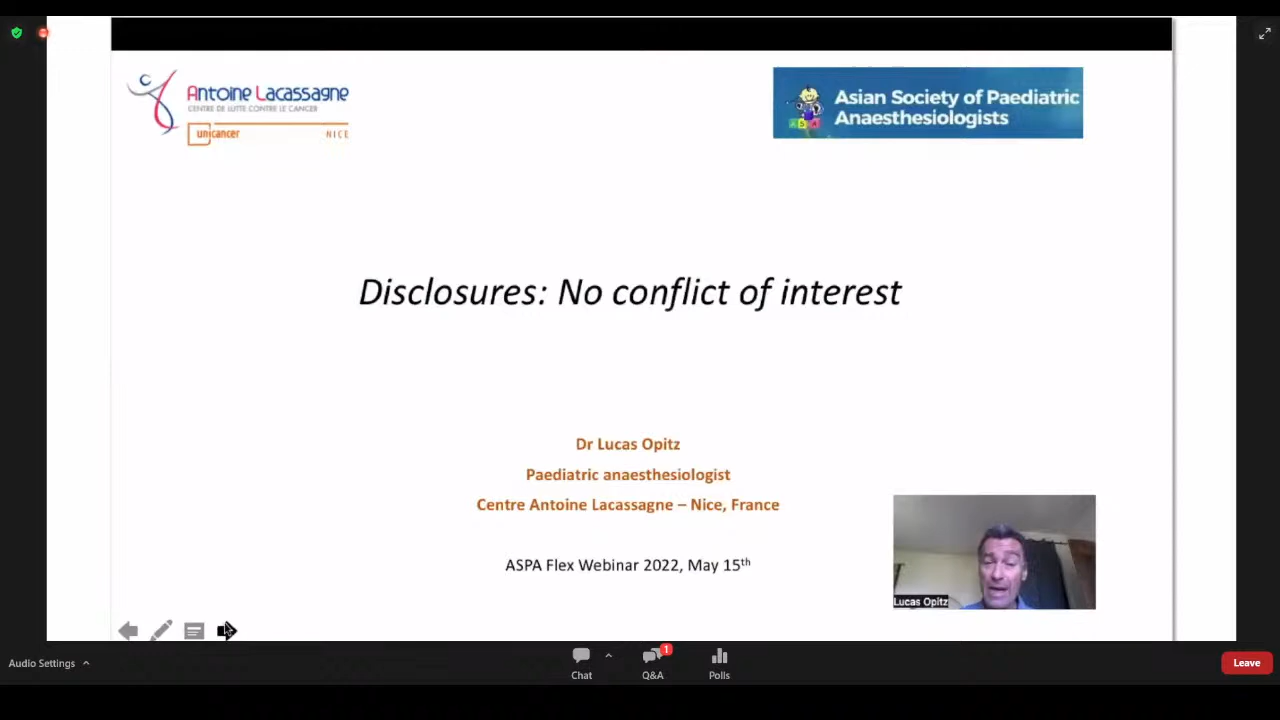 Antoine Lacassagne
CENTRE DE LUTTE CONTRE LE CANCER
unicancer NICE
Asian Society of Paediatric
Anaesthesiologists
Disclosures: No conflict of interest
Dr Lucas Opitz
Paediatric anaesthesiologist
Centre Antoine Lacassagne – Nice, France
ASPA Flex Webinar 2022, May 15th
Lucas Opitz
Audio Settings
Chat
Q&A
1
Polls
Leave